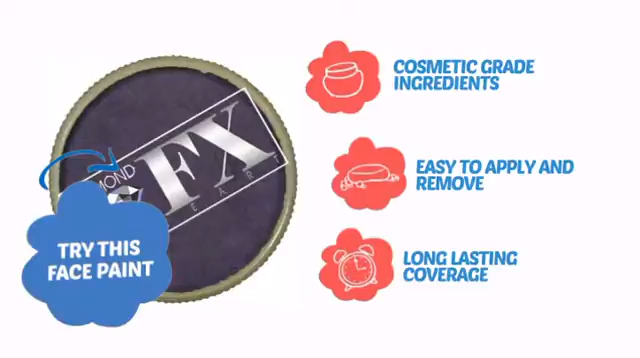 MOND
FX
TRY THIS
FACE PAINT
COSMETIC GRADE
INGREDIENTS
EASY TO APPLY AND
REMOVE
LONG LASTING
COVERAGE